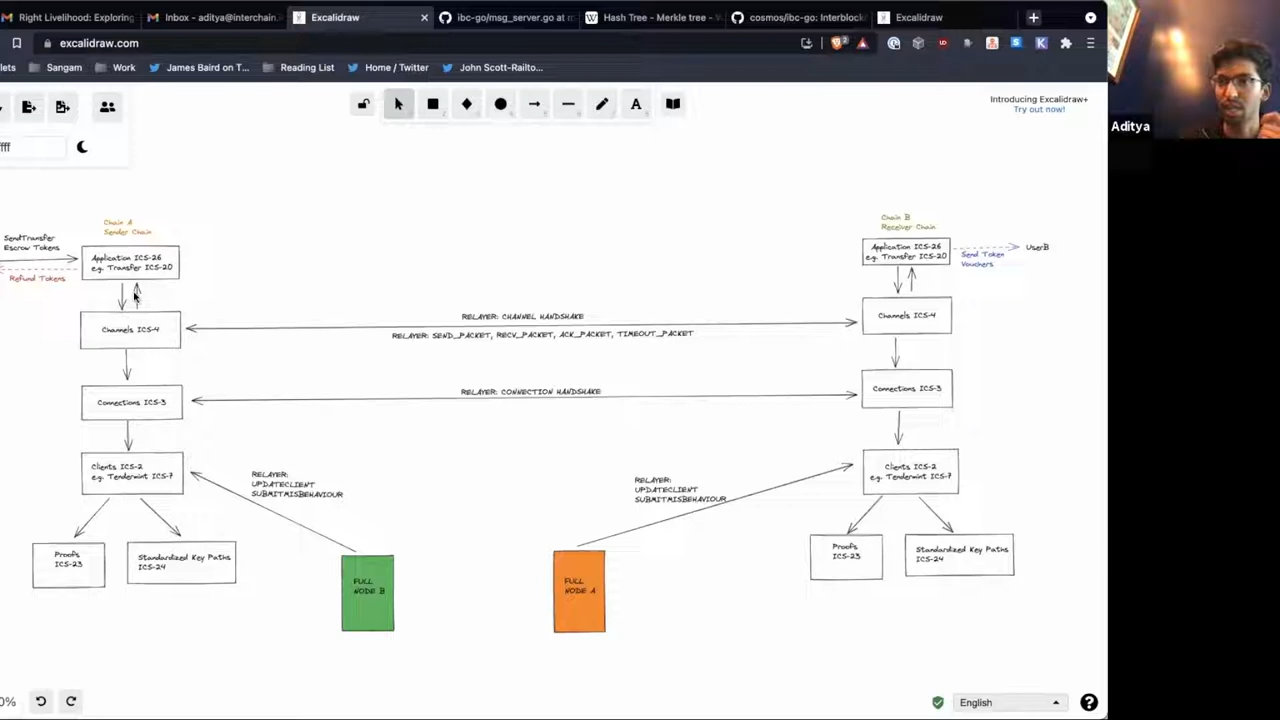 Right Livelihood: Exploring
Inbox - aditya@interchain.
Excalidraw
ibc-go/msg_server.go at m
Hash Tree - Merkle tree - W
cosmos/ibc-go: Interblock
Excalidraw
excalidraw.com
2
lets
Sangam
Work
James Baird on T...
Reading List
Home / Twitter
John Scott-Railto...
A
Introducing Excalidraw+
Try out now!
Aditya
fff
Chain A
Sender Chain
SendTransfer
Escrow Tokens
Refund Tokens
Application ICS-26
e.g. Transfer ICS-20
Channels ICS-4
Connections ICS-3
Clients ICS-2
e.g. Tendermint ICS-7
Proofs
ICS-23
Standardized Key Paths
ICS-24
RELAYER: CHANNEL HANDSHAKE
RELAYER: SEND_PACKET, RECV_PACKET, ACK_PACKET, TIMEOUT_PACKET
RELAYER: CONNECTION HANDSHAKE
RELAYER:
UPDATECLIENT
SUBMITMISBEHAVIOUR
RELAYER:
UPDATECLIENT
SUBMITMISBEHAVIOUR
FULL
NODE B
FULL
NODE A
Chain B
Receiver Chain
Application ICS-26
e.g. Transfer ICS-20
Send Token
Vouchers
UserB
Channels ICS-4
Connections ICS-3
Clients ICS-2
e.g. Tendermint ICS-7
Proofs
ICS-23
Standardized Key Paths
ICS-24
0%
English
?